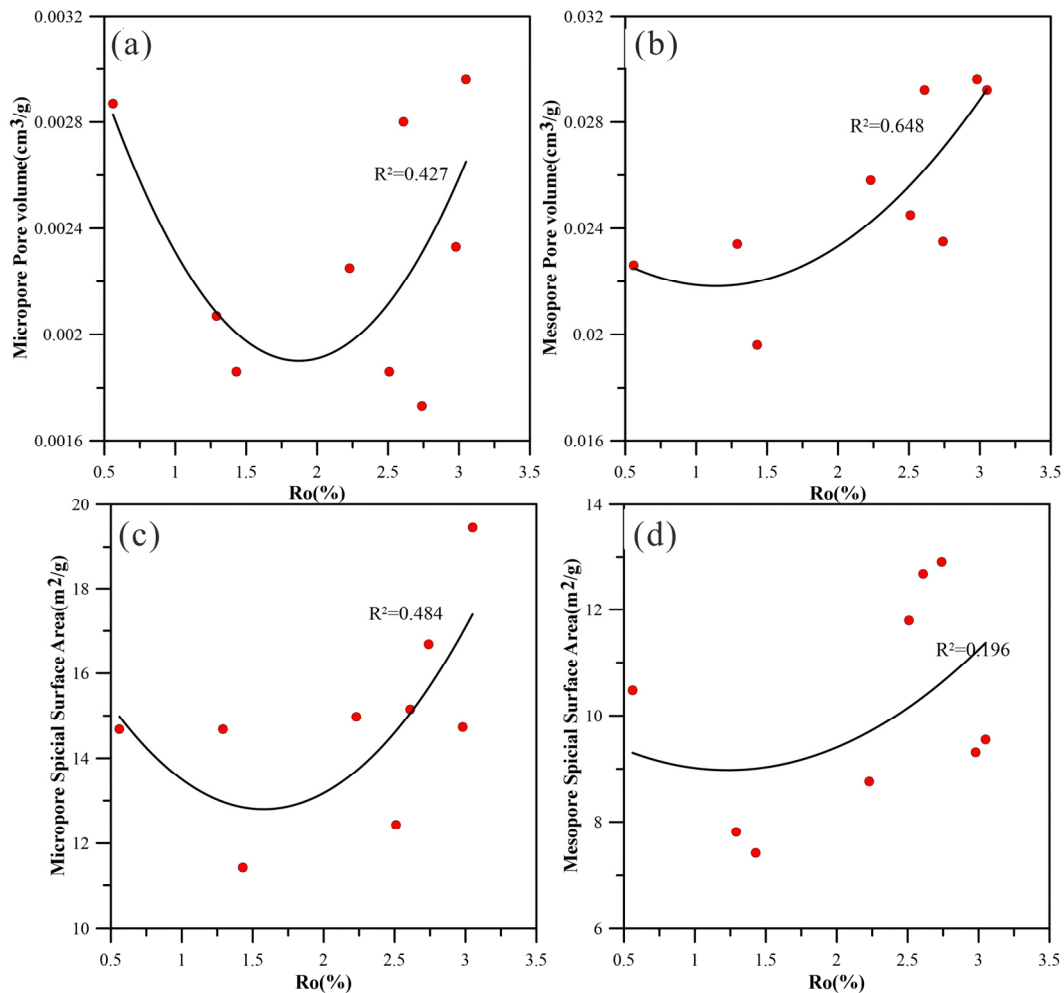 (a)
Micropore Pore volume(cm³/g)
0.0032
0.0028
0.0024
0.002
0.0016
R²=0.427
0.5 1 1.5 2 2.5 3 3.5
Ro(%)
(b)
Mesopore Pore volume(cm³/g)
0.032
0.028
0.024
0.02
0.016
R²=0.648
0.5 1 1.5 2 2.5 3 3.5
Ro(%)
(c)
Micropore Spicial Surface Area(m²/g)
20
18
16
14
12
10
R²=0.484
0.5 1 1.5 2 2.5 3 3.5
Ro(%)
(d)
Mesopore Spicial Surface Area(m²/g)
14
12
10
8
6
R²=0.196
0.5 1 1.5 2 2.5 3 3.5
Ro(%)